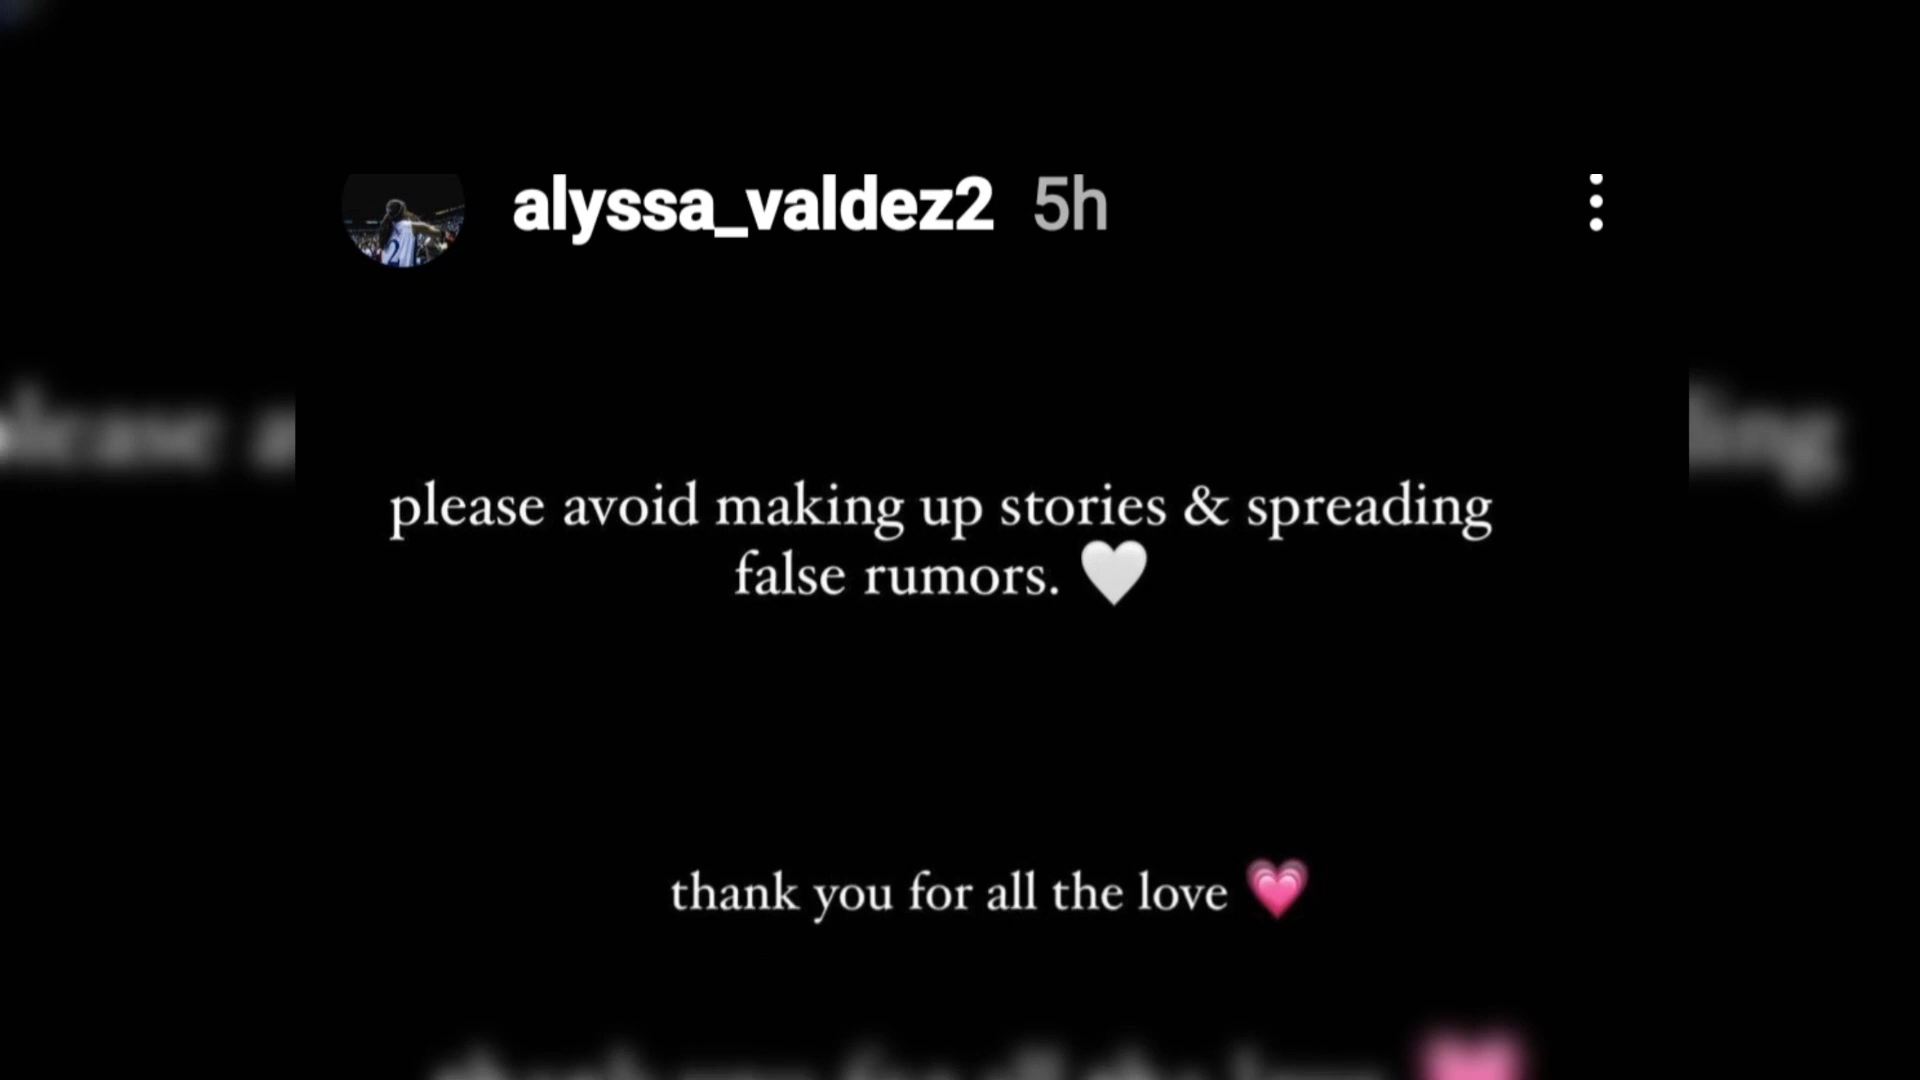 alyssa_valdez2 5h
please avoid making up stories & spreading
false rumors. 🤍
thank you for all the love 💗